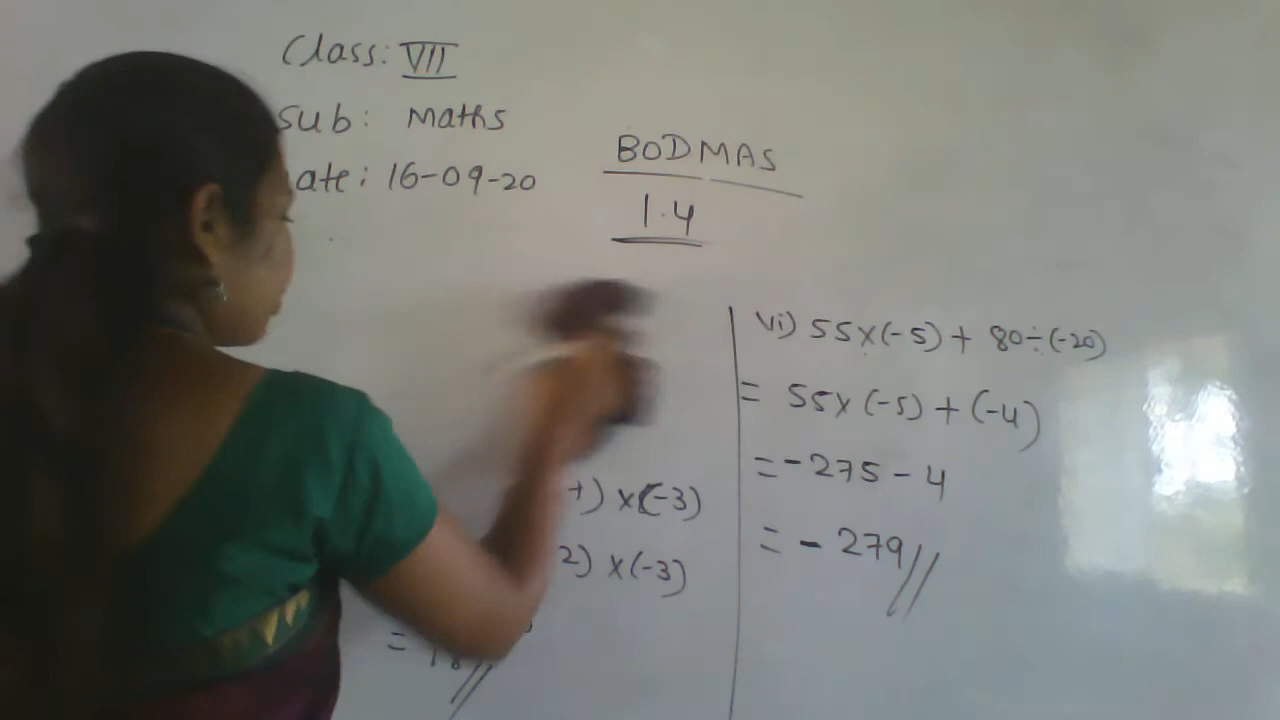 Class: VII
Sub: Maths
ate: 16-09-20
BODMAS
1.4
) x(-3)
2) x(-3)
=
vi) 55x(-5) + 80÷(-20)
= 55x(-5) + (-4)
= -275 - 4
= - 279//